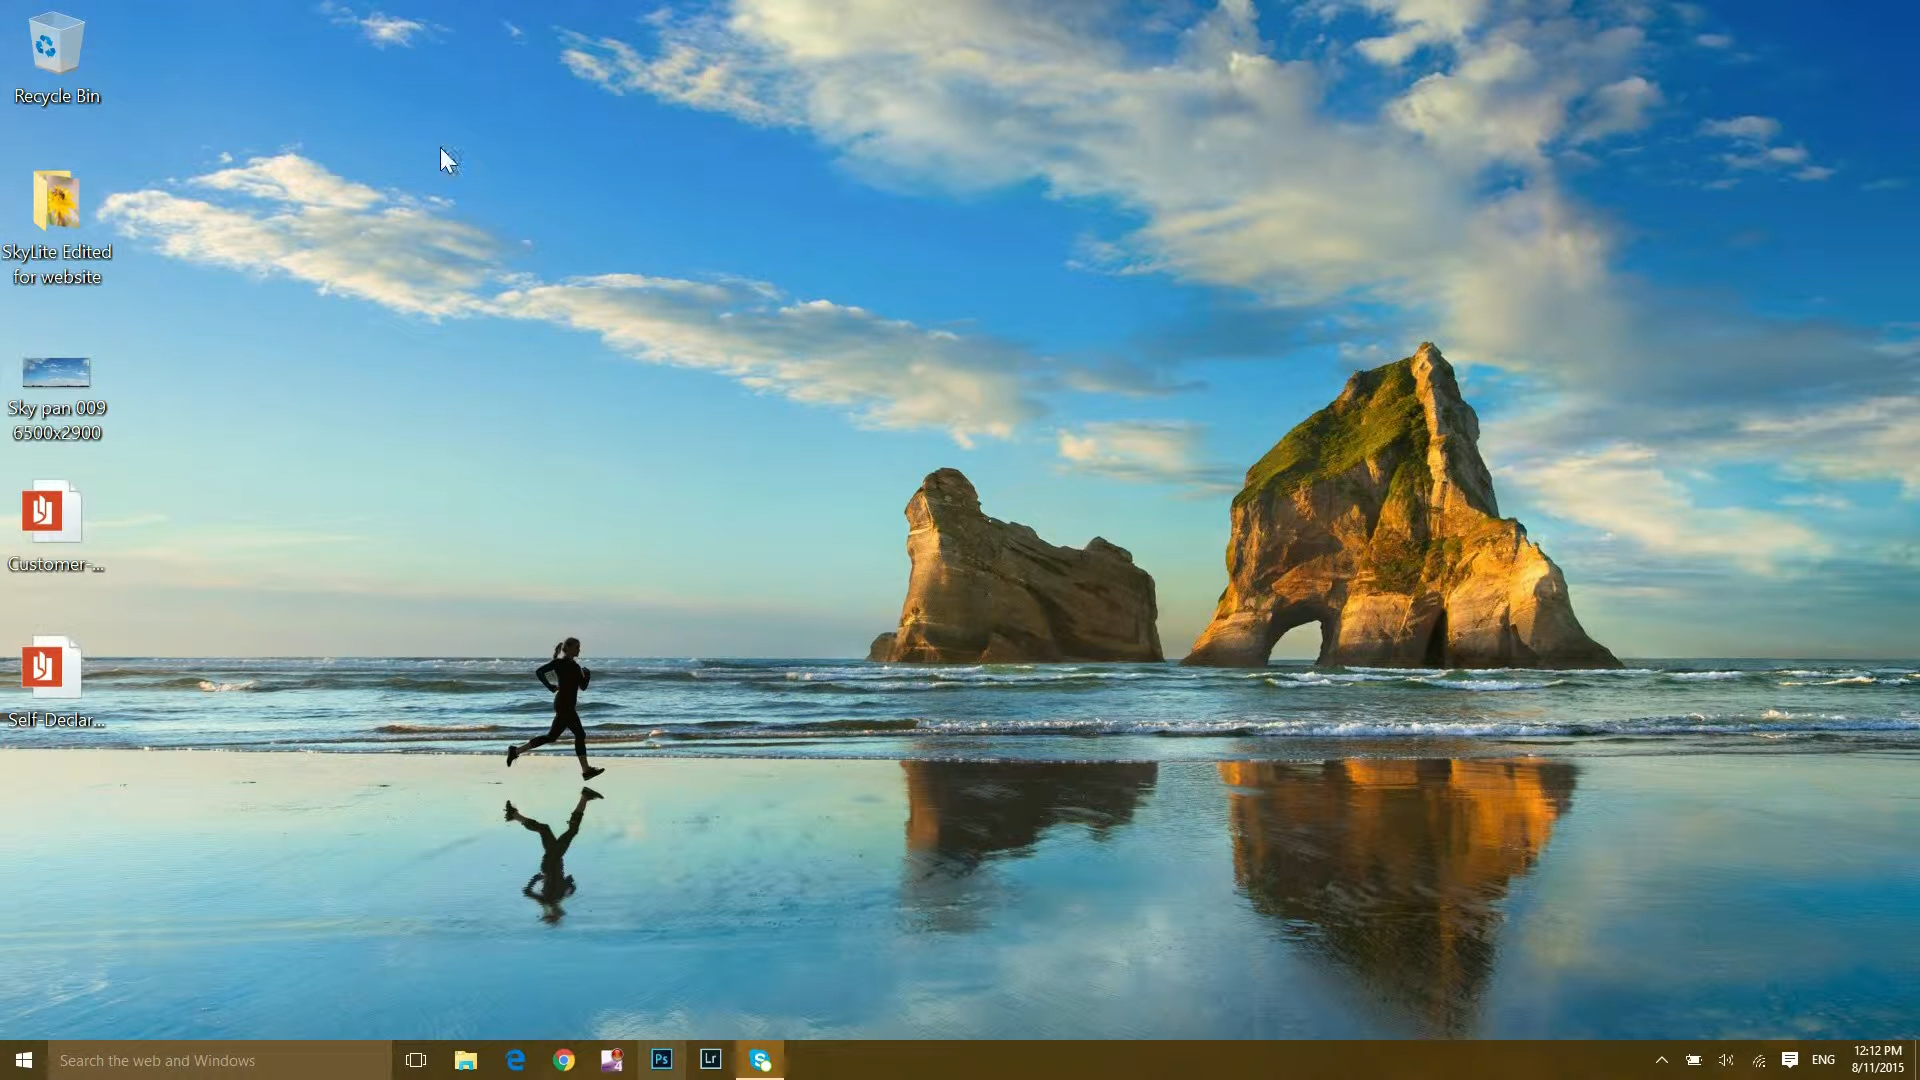 Recycle Bin
SkyLite Edited
for website
Sky pan 009
6500x2900
Customer-...
Self-Declar...
Search the web and Windows
4
Ps
Lr
S
ENG
12:12 PM
8/11/2015